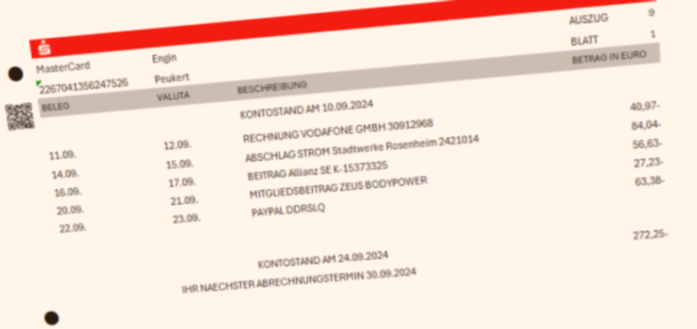 AUSZUG 9
MasterCard Engin BLATT 1
2267041356247526 Peukert
BELEG VALUTA BESCHREIBUNG BETRAG IN EURO
KONTOSTAND AM 10.09.2024
11.09. 12.09. RECHNUNG VODAFONE GMBH 30912968 40,97-
14.09. 15.09. ABSCHLAG STROM Stadtwerke Rosenheim 2421014 84,04-
16.09. 17.09. BEITRAG Allianz SE K-15373325 56,63-
20.09. 21.09. MITGLIEDSBEITRAG ZEUS BODYPOWER 27,23-
22.09. 23.09. PAYPAL DDRSLQ 63,38-
KONTOSTAND AM 24.09.2024 272,25-
IHR NAECHSTER ABRECHNUNGSTERMIN 30.09.2024